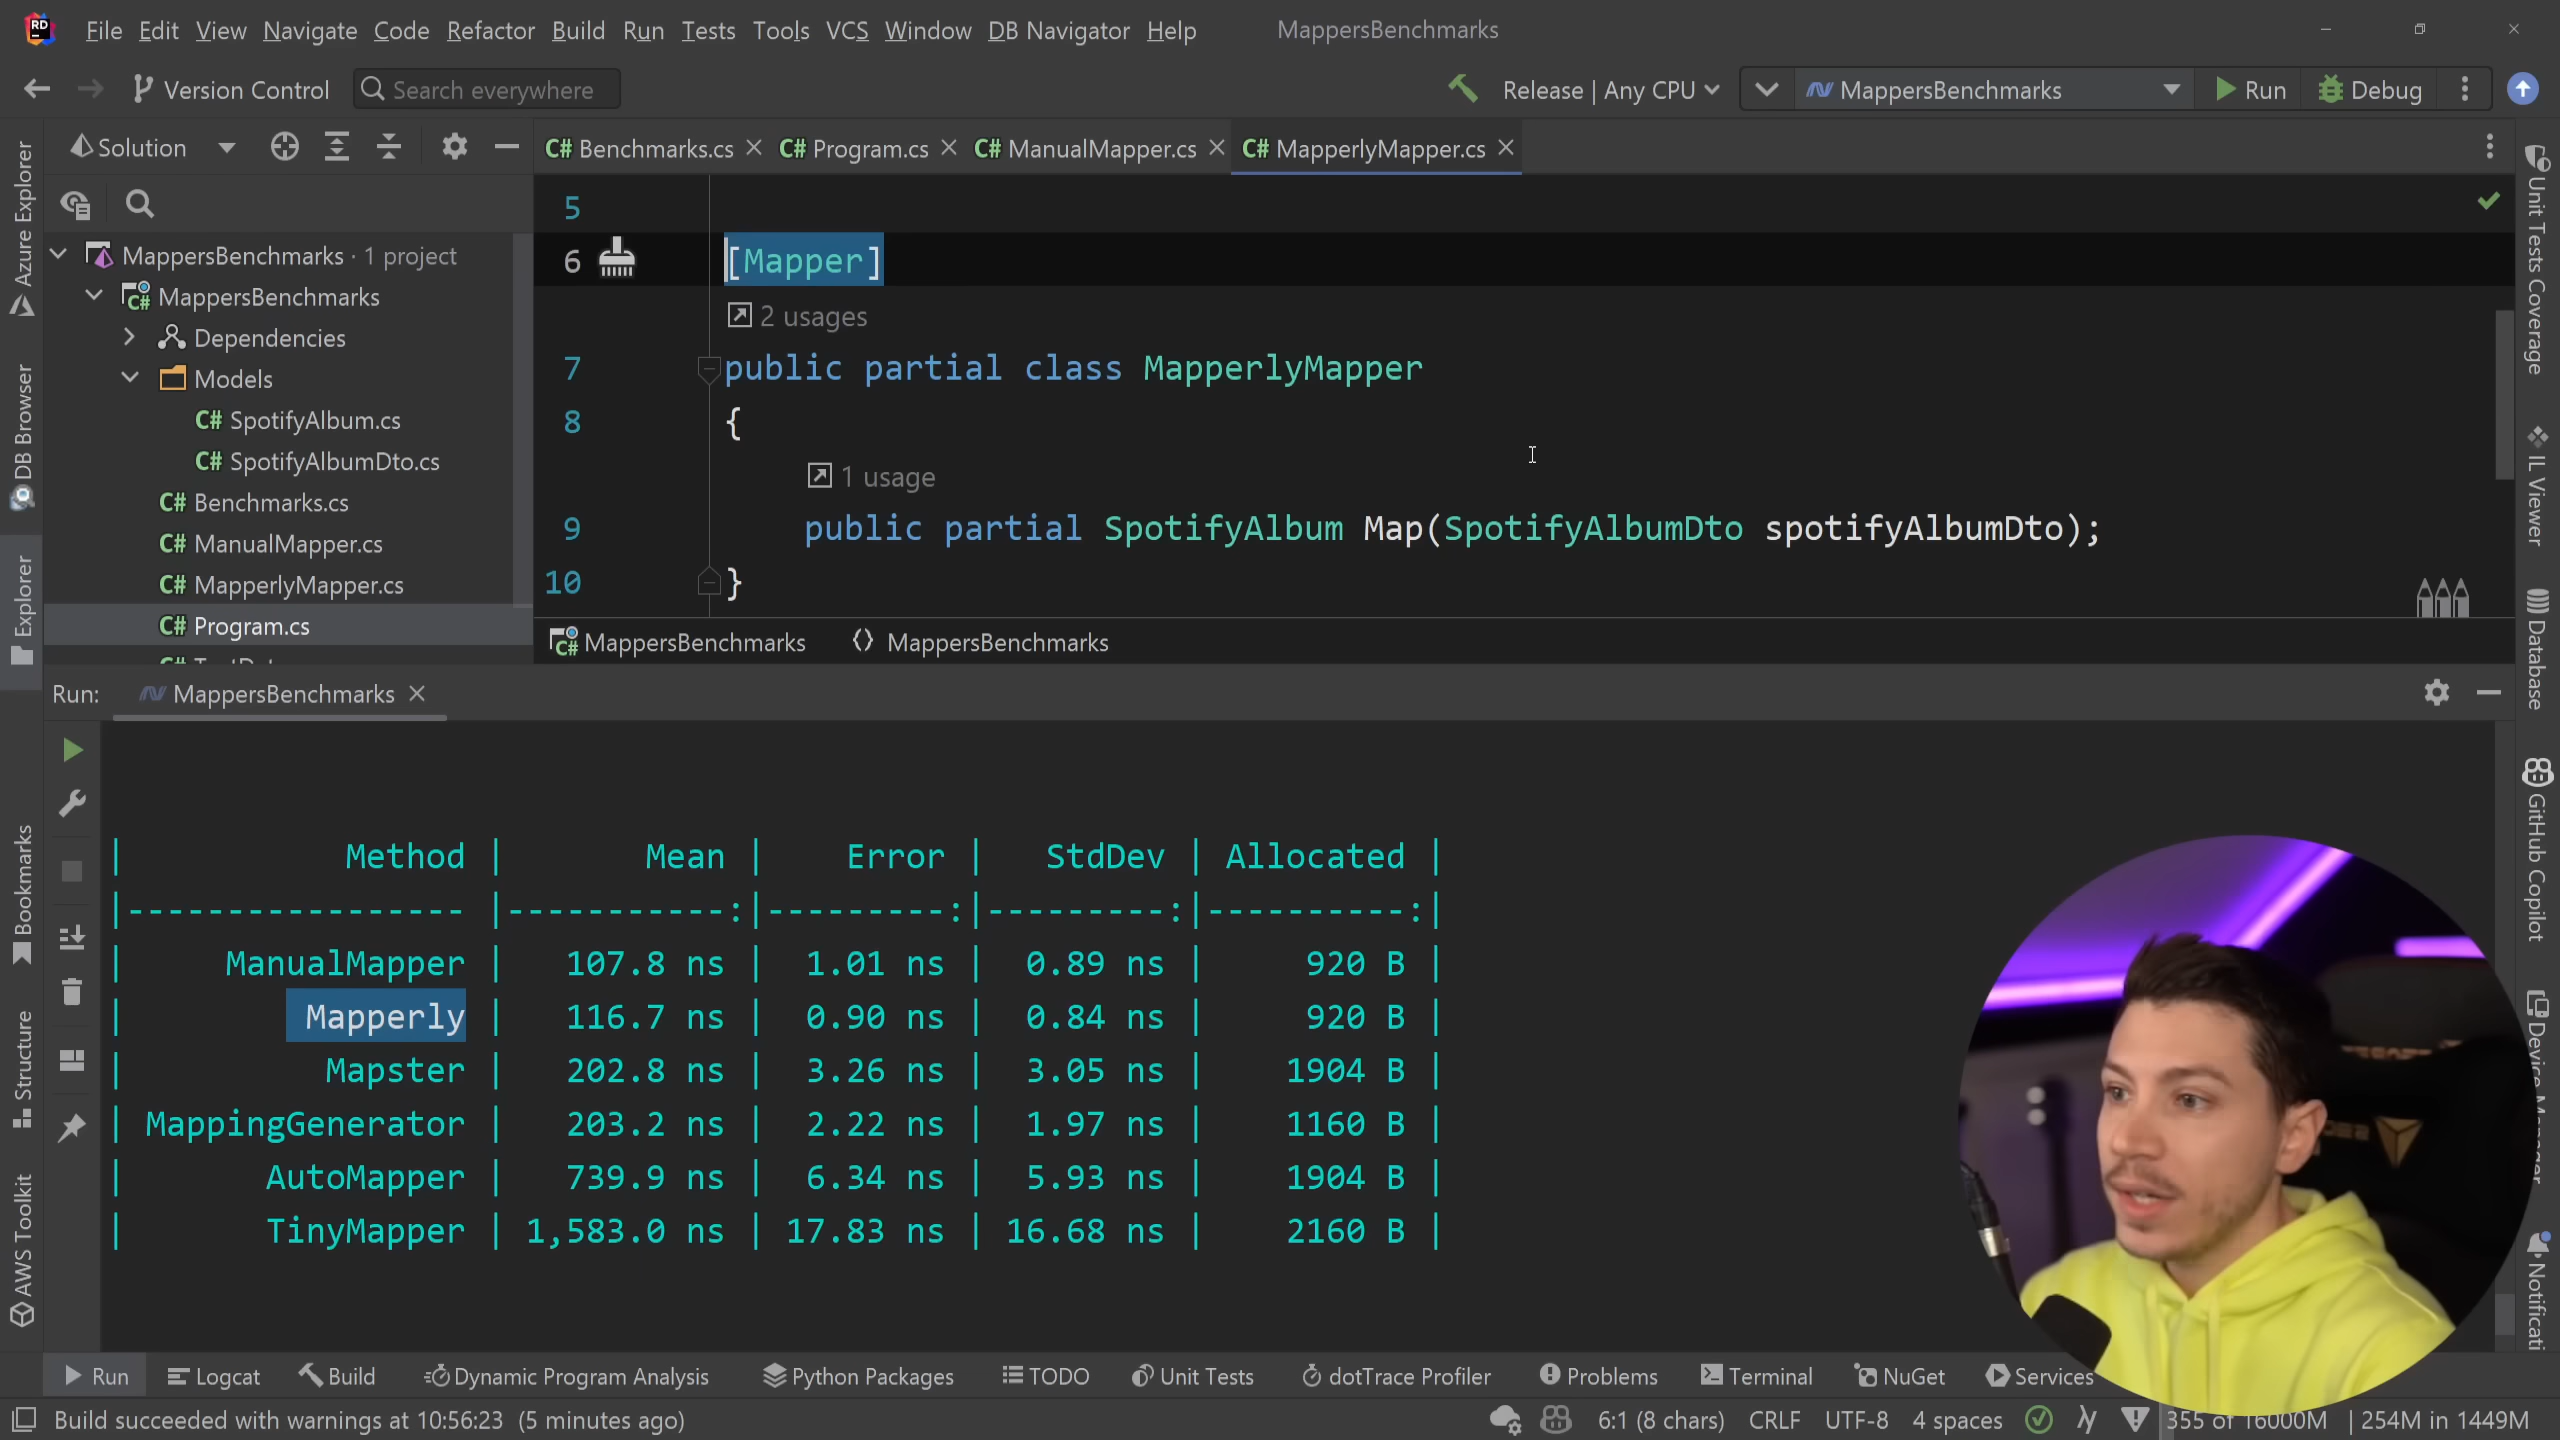 RD File Edit View Navigate Code Refactor Build Run Tests Tools VCS Window DB Navigator Help MappersBenchmarks
Version Control Search everywhere Release | Any CPU MappersBenchmarks Run Debug
Solution
C# Benchmarks.cs C# Program.cs C# ManualMapper.cs C# MapperlyMapper.cs
MappersBenchmarks · 1 project
C# MappersBenchmarks
Dependencies
Models
C# SpotifyAlbum.cs
C# SpotifyAlbumDto.cs
C# Benchmarks.cs
C# ManualMapper.cs
C# MapperlyMapper.cs
C# Program.cs
5
6 [Mapper]
2 usages
7 public partial class MapperlyMapper
8 {
1 usage
9 public partial SpotifyAlbum Map(SpotifyAlbumDto spotifyAlbumDto);
10 }
C# MappersBenchmarks MappersBenchmarks
Run: MappersBenchmarks
| Method | Mean | Error | StdDev | Allocated |
|----------------- |-----------:|---------:|---------:|----------:|
| ManualMapper | 107.8 ns | 1.01 ns | 0.89 ns | 920 B |
| Mapperly | 116.7 ns | 0.90 ns | 0.84 ns | 920 B |
| Mapster | 202.8 ns | 3.26 ns | 3.05 ns | 1904 B |
| MappingGenerator | 203.2 ns | 2.22 ns | 1.97 ns | 1160 B |
| AutoMapper | 739.9 ns | 6.34 ns | 5.93 ns | 1904 B |
| TinyMapper | 1,583.0 ns | 17.83 ns | 16.68 ns | 2160 B |
Azure Explorer
DB Browser
Explorer
Bookmarks
Structure
AWS Toolkit
Unit Tests Coverage
IL Viewer
Database
GitHub Copilot
Run Logcat Build Dynamic Program Analysis Python Packages TODO Unit Tests dotTrace Profiler Problems Terminal NuGet Services
Build succeeded with warnings at 10:56:23 (5 minutes ago) 6:1 (8 chars) CRLF UTF-8 4 spaces 355 of 16000M 254M in 1449M